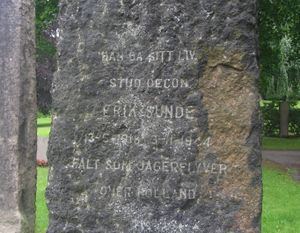 HAN GA SITT LIV
STUD OECON
ERIK SUNDE
FALT SOM JAGERFLYVER
OVER HOLLAND